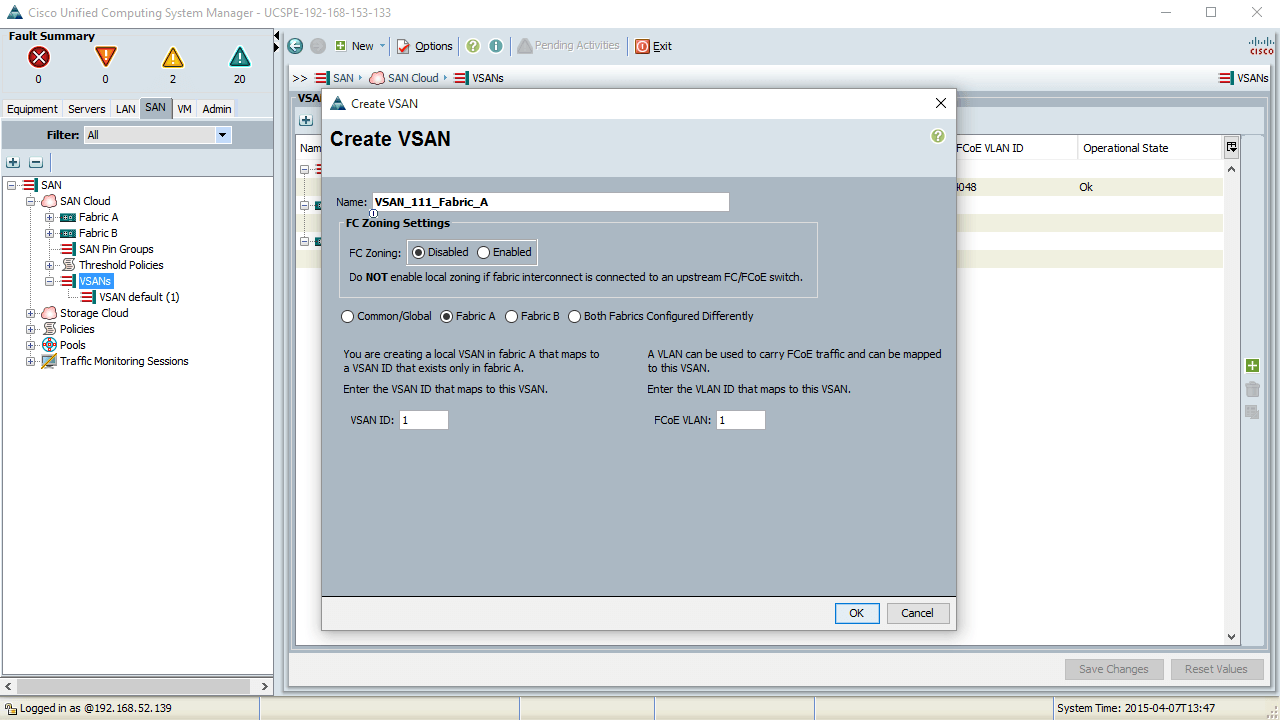 Cisco Unified Computing System Manager - UCSPE-192-168-153-133
Fault Summary
0 0 2 20
New Options Pending Activities Exit
CISCO
>> SAN SAN Cloud VSANs VSANs
Equipment Servers LAN SAN VM Admin
Filter: All
SAN
SAN Cloud
Fabric A
Fabric B
SAN Pin Groups
Threshold Policies
VSANs
VSAN default (1)
Storage Cloud
Policies
Pools
Traffic Monitoring Sessions
FCoE VLAN ID Operational State
4048 Ok
Create VSAN
Create VSAN
Name: VSAN_111_Fabric_A
FC Zoning Settings
FC Zoning: Disabled Enabled
Do NOT enable local zoning if fabric interconnect is connected to an upstream FC/FCoE switch.
Common/Global Fabric A Fabric B Both Fabrics Configured Differently
You are creating a local VSAN in fabric A that maps to
a VSAN ID that exists only in fabric A.
Enter the VSAN ID that maps to this VSAN.
VSAN ID: 1
A VLAN can be used to carry FCoE traffic and can be mapped
to this VSAN.
Enter the VLAN ID that maps to this VSAN.
FCoE VLAN: 1
OK Cancel
Save Changes Reset Values
Logged in as @192.168.52.139
System Time: 2015-04-07T13:47